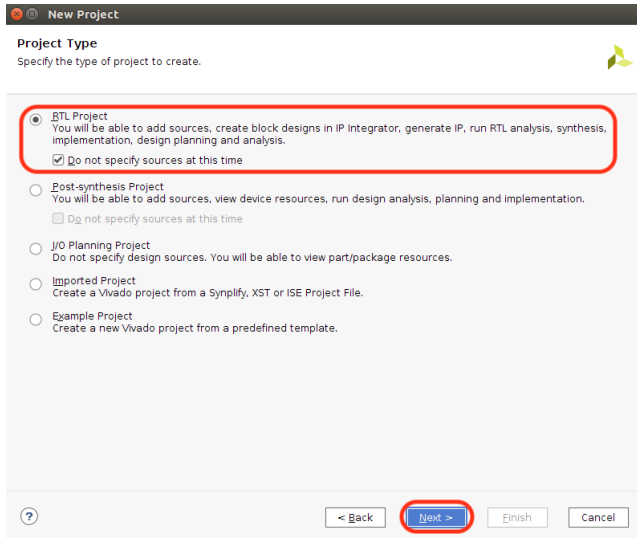 New Project
Project Type
Specify the type of project to create.
RTL Project
You will be able to add sources, create block designs in IP Integrator, generate IP, run RTL analysis, synthesis,
implementation, design planning and analysis.
Do not specify sources at this time
Post-synthesis Project
You will be able to add sources, view device resources, run design analysis, planning and implementation.
Do not specify sources at this time
I/O Planning Project
Do not specify design sources. You will be able to view part/package resources.
Imported Project
Create a Vivado project from a Synplify, XST or ISE Project File.
Example Project
Create a new Vivado project from a predefined template.
?
< Back
Next >
Finish
Cancel